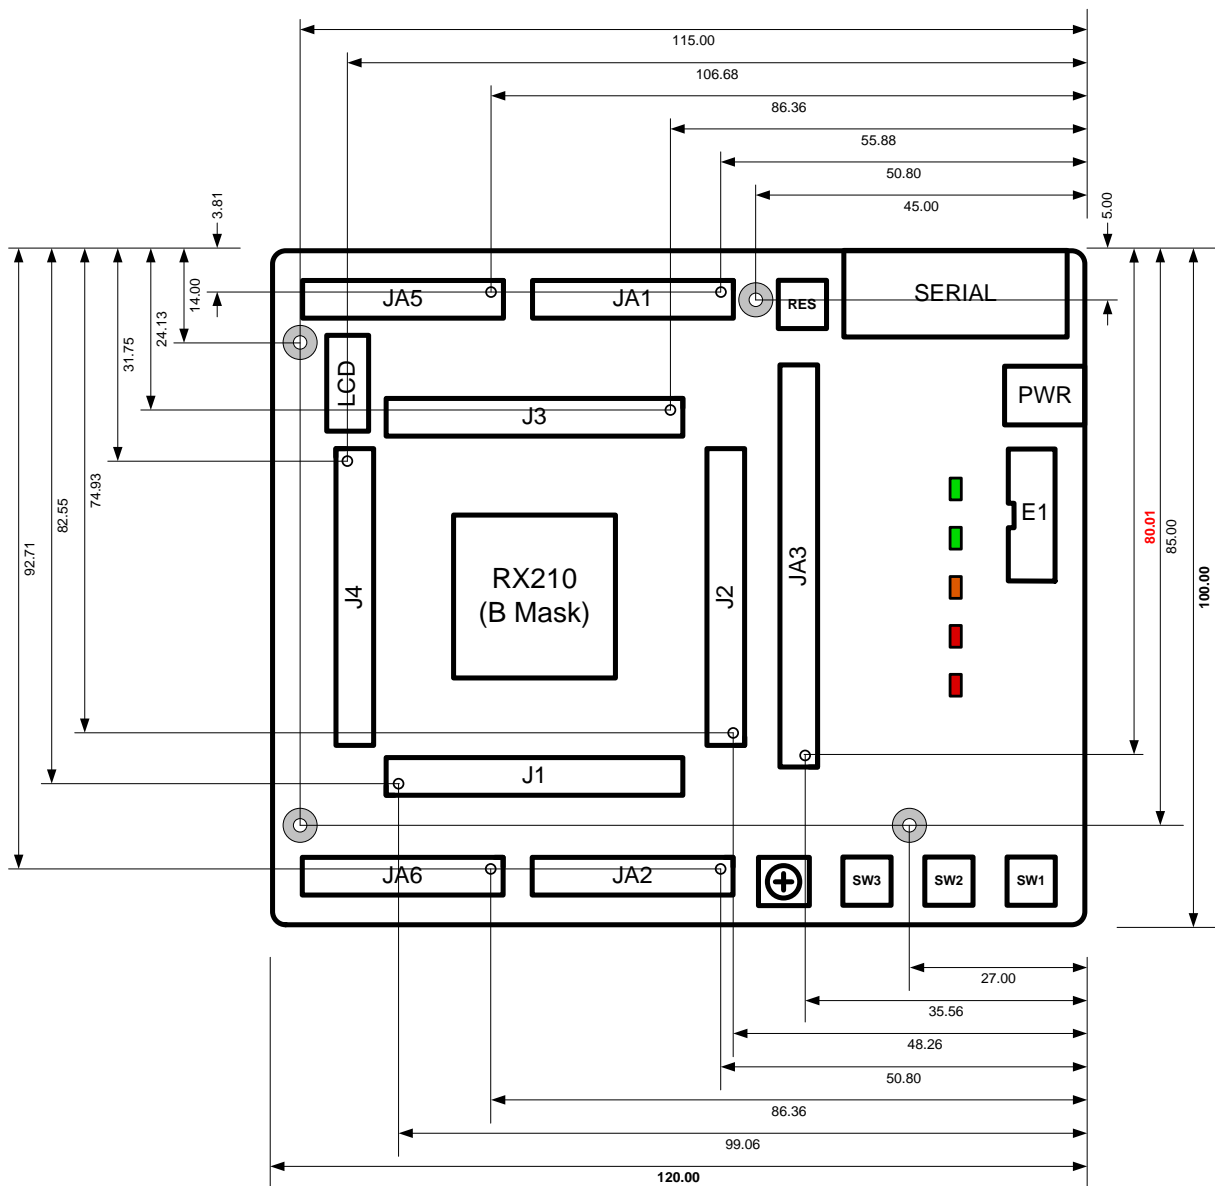 115.00
106.68
86.36
55.88
50.80
45.00
3.81
5.00
14.00
24.13
31.75
74.93
82.55
92.71
JA5
JA1
RES
SERIAL
LCD
J3
PWR
E1
J4
RX210
(B Mask)
J2
JA3
80.01
85.00
100.00
J1
JA6
JA2
SW3
SW2
SW1
27.00
35.56
48.26
50.80
86.36
99.06
120.00